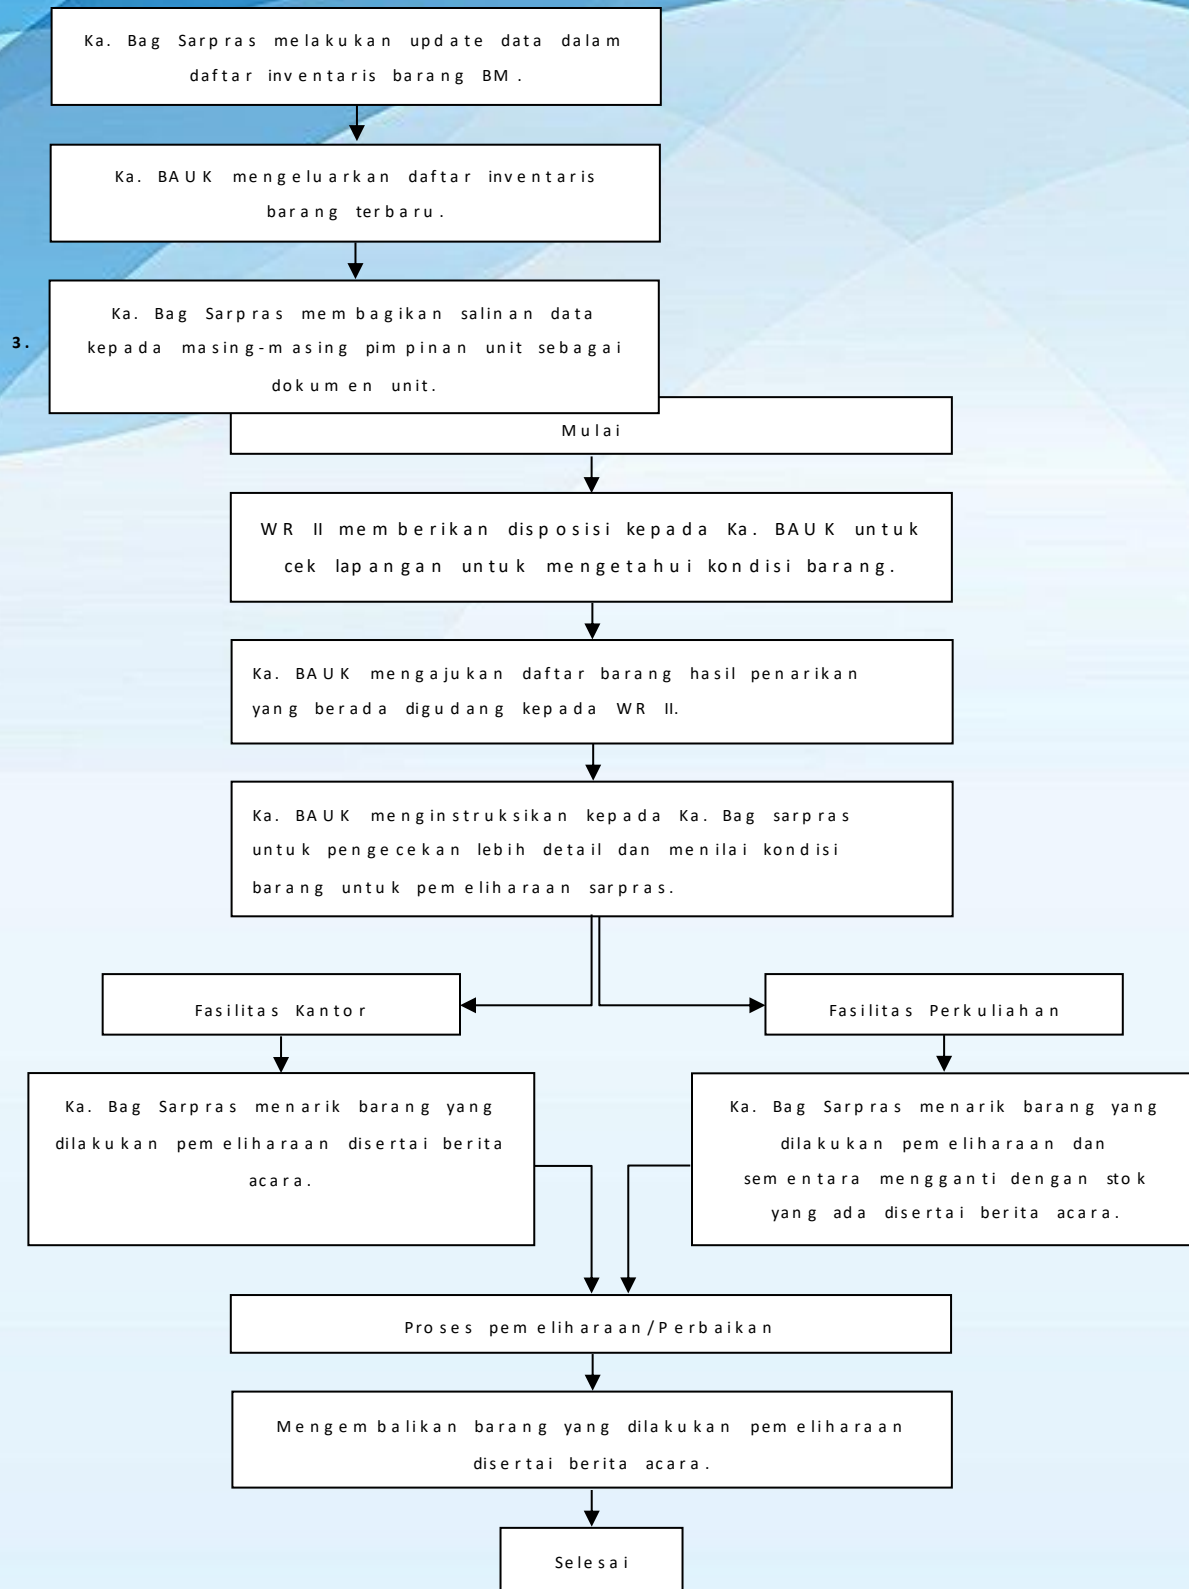 Ka. Bag Sarpras melakukan update data dalam
daftar inventaris barang BM.
Ka. BAUK mengeluarkan daftar inventaris
barang terbaru.
Ka. Bag Sarpras membagikan salinan data
3. kepada masing-masing pimpinan unit sebagai
dokumen unit.
Mulai
WR II memberikan disposisi kepada Ka. BAUK untuk
cek lapangan untuk mengetahui kondisi barang.
Ka. BAUK mengajukan daftar barang hasil penarikan
yang berada digudang kepada WR II.
Ka. BAUK menginstruksikan kepada Ka. Bag sarpras
untuk pengecekan lebih detail dan menilai kondisi
barang untuk pemeliharaan sarpras.
Fasilitas Kantor
Fasilitas Perkuliahan
Ka. Bag Sarpras menarik barang yang
dilakukan pemeliharaan disertai berita
acara.
Ka. Bag Sarpras menarik barang yang
dilakukan pemeliharaan dan
sementara mengganti dengan stok
yang ada disertai berita acara.
Proses pemeliharaan/Perbaikan
Mengembalikan barang yang dilakukan pemeliharaan
disertai berita acara.
Selesai